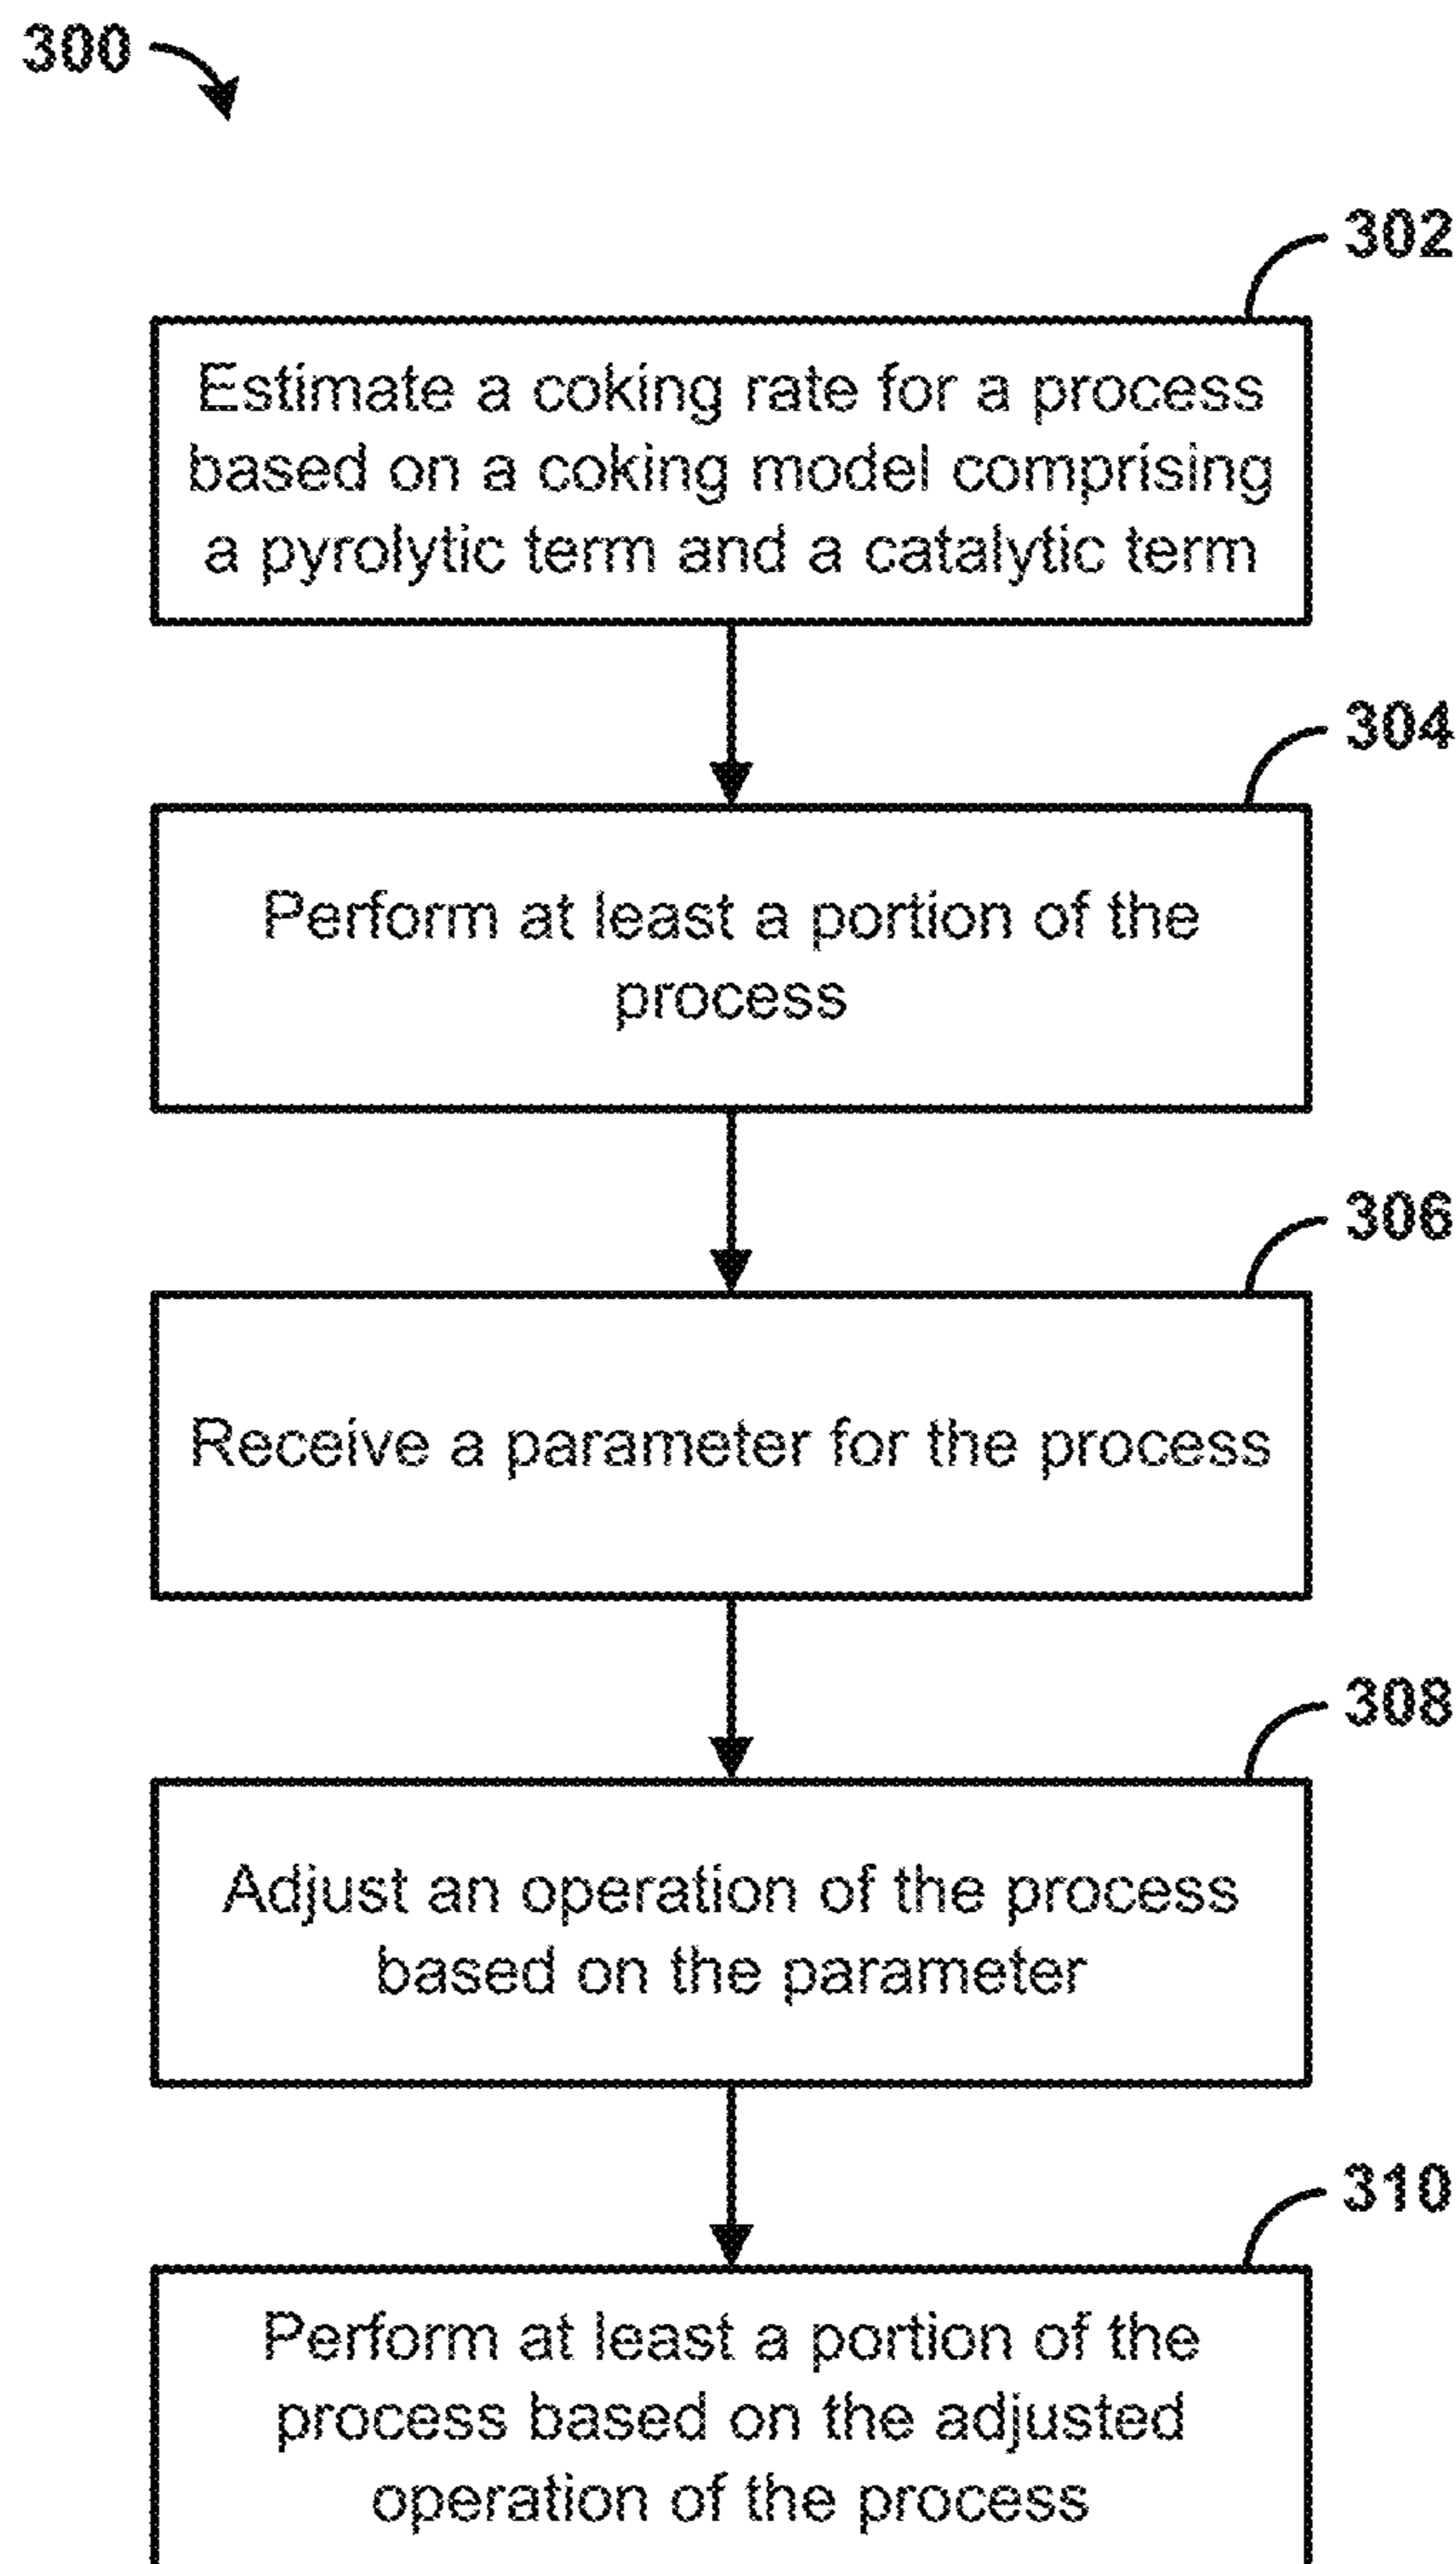 300
302
Estimate a coking rate for a process
based on a coking model comprising
a pyrolytic term and a catalytic term
304
Perform at least a portion of the
process
306
Receive a parameter for the process
308
Adjust an operation of the process
based on the parameter
310
Perform at least a portion of the
process based on the adjusted
operation of the process